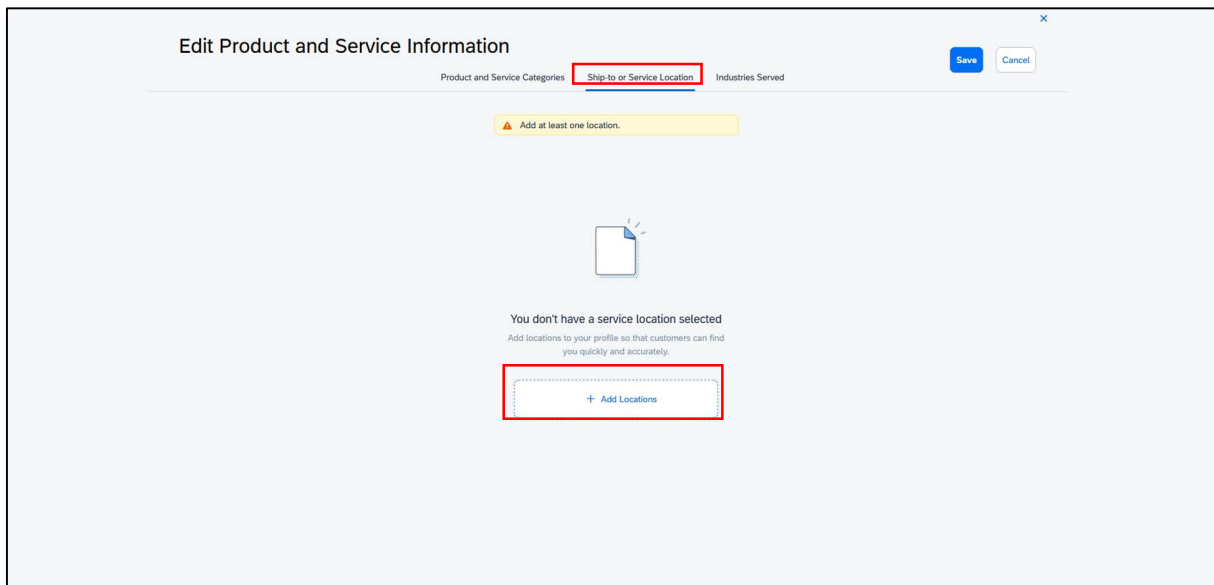 ×
Edit Product and Service Information
Save
Cancel
Product and Service Categories
Ship-to or Service Location
Industries Served
Add at least one location.
You don't have a service location selected
Add locations to your profile so that customers can find
you quickly and accurately.
+ Add Locations